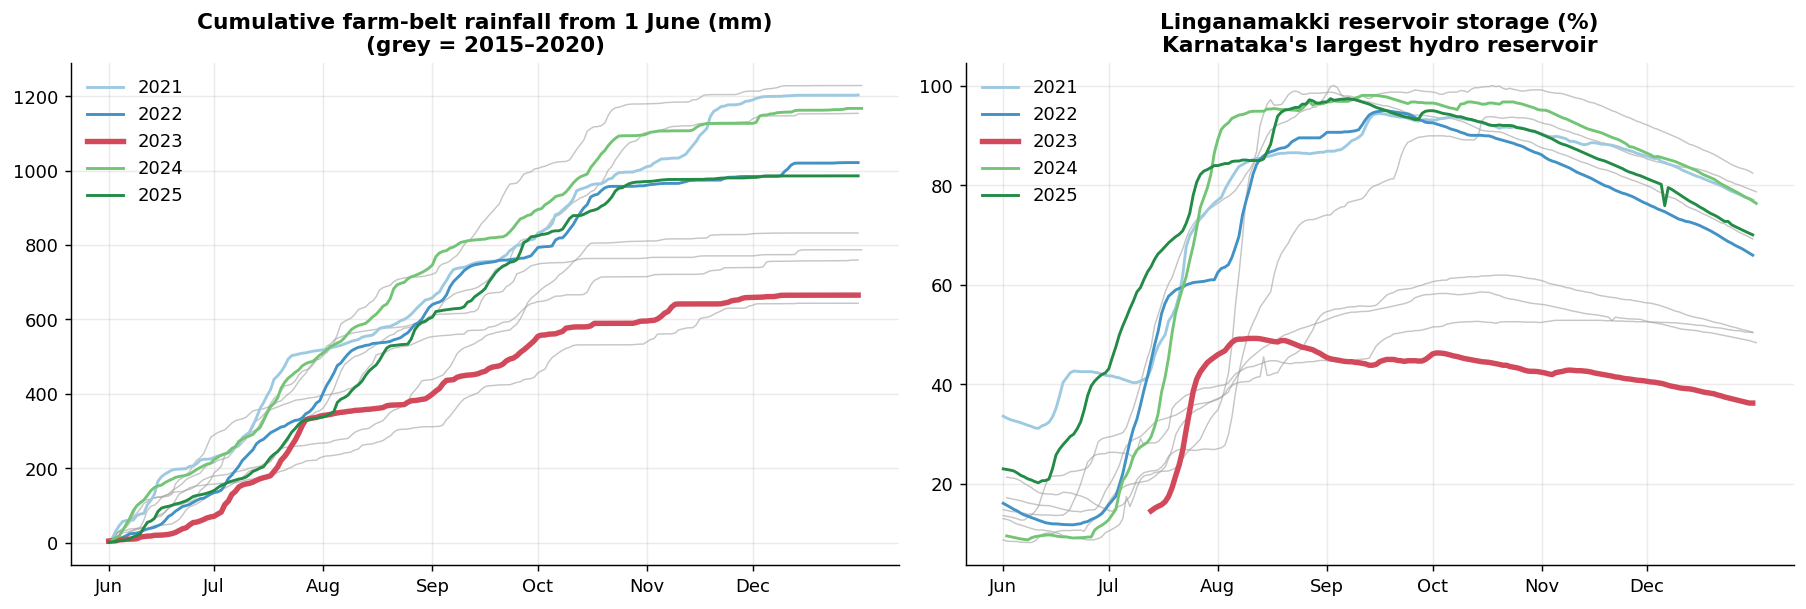 Cumulative farm-belt rainfall from 1 June (mm)
(grey = 2015–2020)
2021
2022
2023
2024
2025
1200
1000
800
600
400
200
0
Jun
Jul
Aug
Sep
Oct
Nov
Dec
Linganamakki reservoir storage (%)
Karnataka's largest hydro reservoir
2021
2022
2023
2024
2025
100
80
60
40
20
Jun
Jul
Aug
Sep
Oct
Nov
Dec